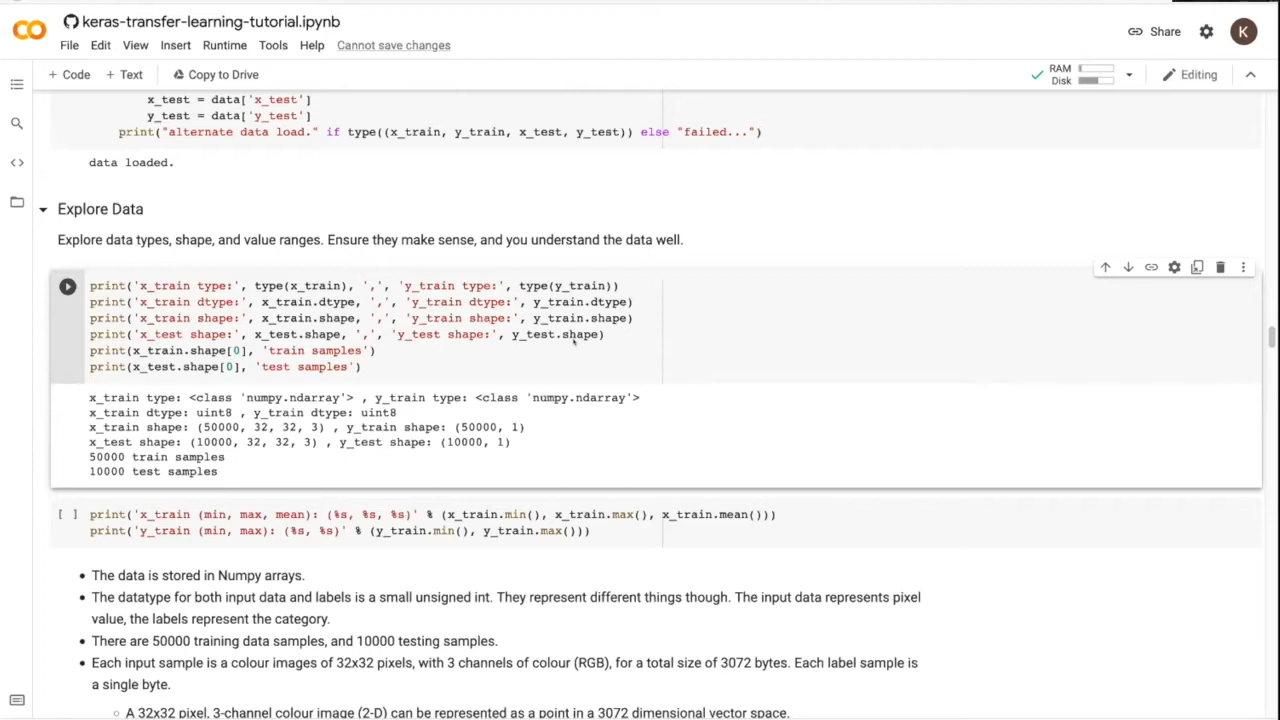 keras-transfer-learning-tutorial.ipynb
Share
K
File Edit View Insert Runtime Tools Help Cannot save changes
+ Code + Text Copy to Drive
RAM
Disk
Editing
x_test = data['x_test']
y_test = data['y_test']
print("alternate data load." if type((x_train, y_train, x_test, y_test)) else "failed...")
data loaded.
Explore Data
Explore data types, shape, and value ranges. Ensure they make sense, and you understand the data well.
print('x_train type:', type(x_train), ',', 'y_train type:', type(y_train))
print('x_train dtype:', x_train.dtype, ',', 'y_train dtype:', y_train.dtype)
print('x_train shape:', x_train.shape, ',', 'y_train shape:', y_train.shape)
print('x_test shape:', x_test.shape, ',', 'y_test shape:', y_test.shape)
print(x_train.shape[0], 'train samples')
print(x_test.shape[0], 'test samples')
x_train type: <class 'numpy.ndarray'> , y_train type: <class 'numpy.ndarray'>
x_train dtype: uint8 , y_train dtype: uint8
x_train shape: (50000, 32, 32, 3) , y_train shape: (50000, 1)
x_test shape: (10000, 32, 32, 3) , y_test shape: (10000, 1)
50000 train samples
10000 test samples
[ ] print('x_train (min, max, mean): (%s, %s, %s)' % (x_train.min(), x_train.max(), x_train.mean()))
print('y_train (min, max): (%s, %s)' % (y_train.min(), y_train.max()))
• The data is stored in Numpy arrays.
• The datatype for both input data and labels is a small unsigned int. They represent different things though. The input data represents pixel
value, the labels represent the category.
• There are 50000 training data samples, and 10000 testing samples.
• Each input sample is a colour images of 32x32 pixels, with 3 channels of colour (RGB), for a total size of 3072 bytes. Each label sample is
a single byte.
○ A 32x32 pixel, 3-channel colour image (2-D) can be represented as a point in a 3072 dimensional vector space.